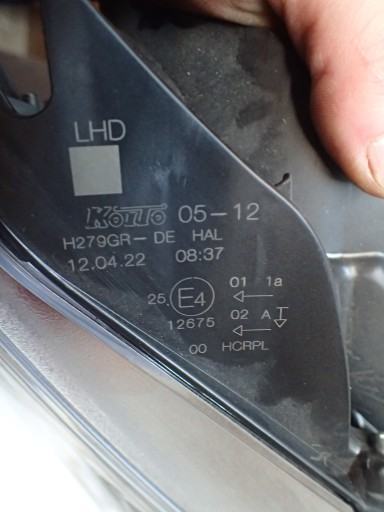 LHD
KOITO 05-12
H279GR-DE HAL
12.04.22 08:37
25 E4 01 1a
12675 02 A
00 HCRPL